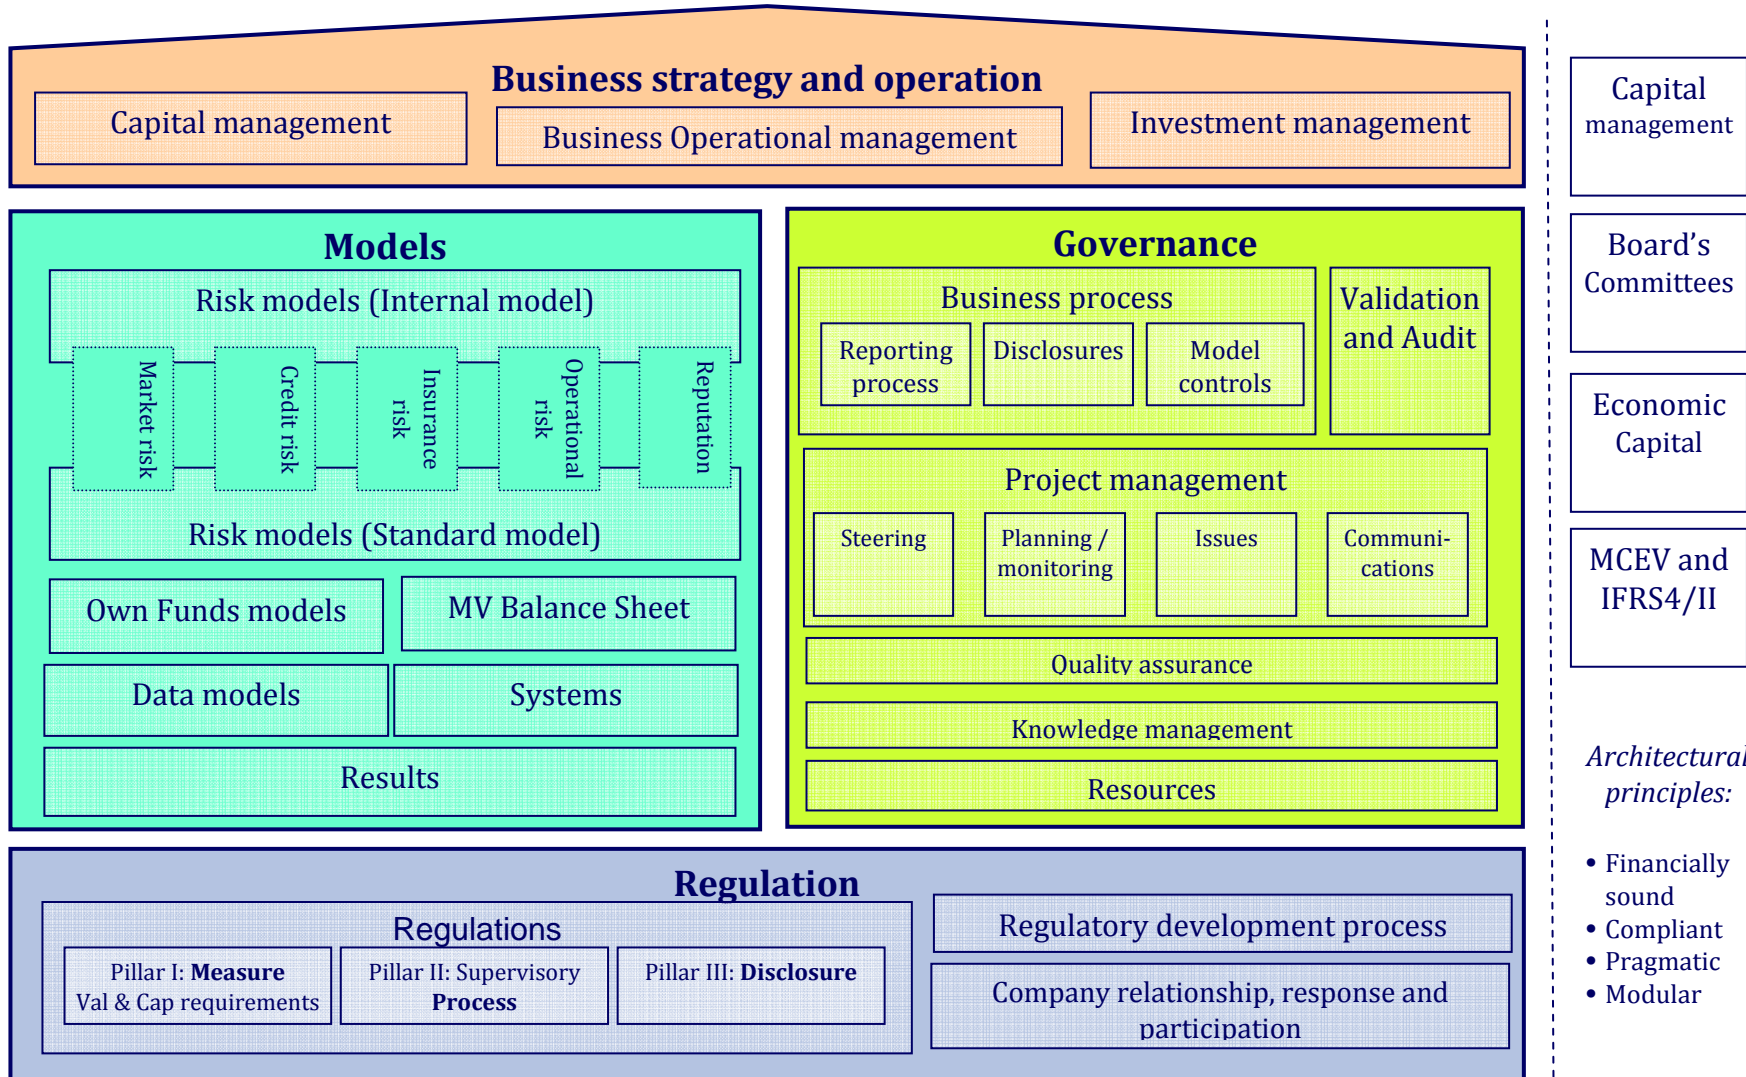 Business strategy and operation
Capital management
Business Operational management
Investment management
Models
Risk models (Internal model)
Market risk
Credit risk
Insurance
risk
Operational
risk
Reputation
Risk models (Standard model)
Own Funds models
MV Balance Sheet
Data models
Systems
Results
Governance
Business process
Reporting
process
Disclosures
Model
controls
Validation
and Audit
Project management
Steering
Planning /
monitoring
Issues
Communi-
cations
Quality assurance
Knowledge management
Resources
Regulation
Regulations
Pillar I: Measure
Val & Cap requirements
Pillar II: Supervisory
Process
Pillar III: Disclosure
Regulatory development process
Company relationship, response and
participation
Capital
management
Board’s
Committees
Economic
Capital
MCEV and
IFRS4/II
Architectural
principles:
• Financially
sound
• Compliant
• Pragmatic
• Modular